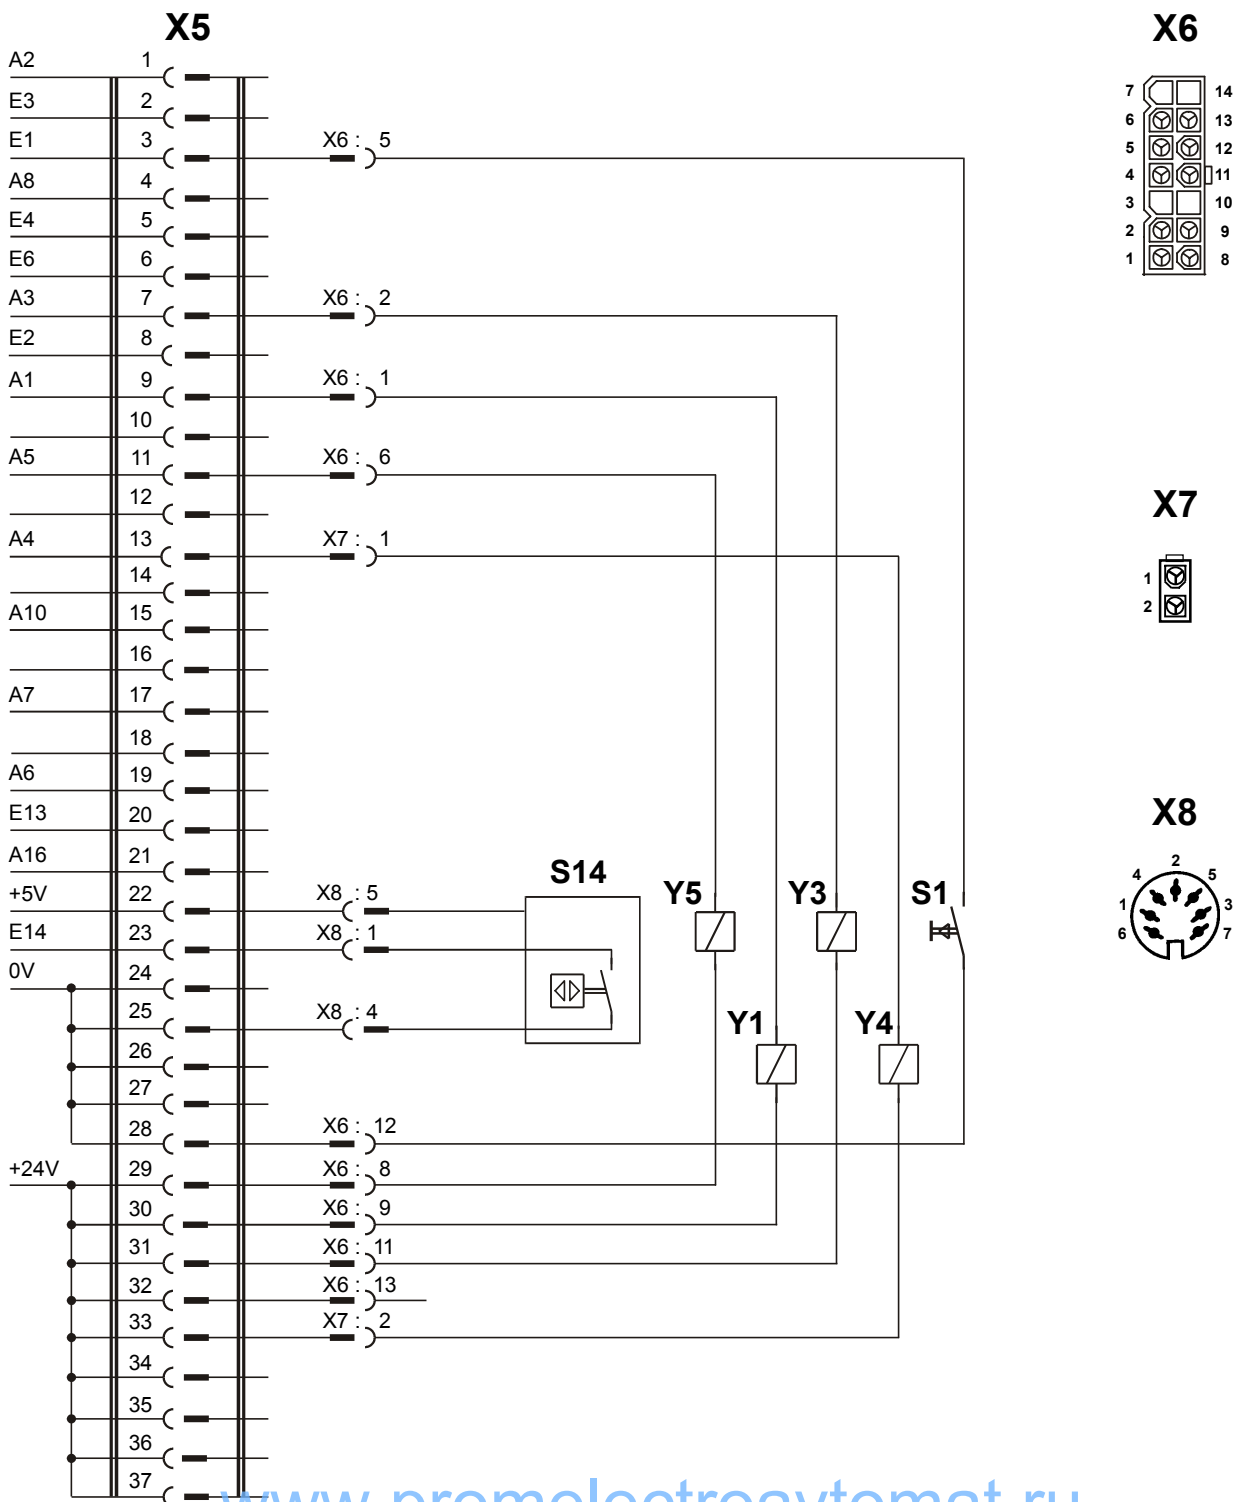 X5
X6
A2 1
E3 2
E1 3 X6 : 5
A8 4
E4 5
E6 6
A3 7 X6 : 2
E2 8
A1 9 X6 : 1
10
A5 11 X6 : 6
12
A4 13 X7 : 1
14
A10 15
16
A7 17
18
A6 19
E13 20
A16 21
+5V 22 X8 : 5
E14 23 X8 : 1
0V 24
25 X8 : 4
26
27
28 X6 : 12
+24V 29 X6 : 8
30 X6 : 9
31 X6 : 11
32 X6 : 13
33 X7 : 2
34
35
36
37
S14
Y5
Y3
S1
Y1
Y4
7 14
6 13
5 12
4 11
3 10
2 9
1 8
X7
1
2
X8
2
4 5
1 3
6 7
www.promelectroavtomat.ru